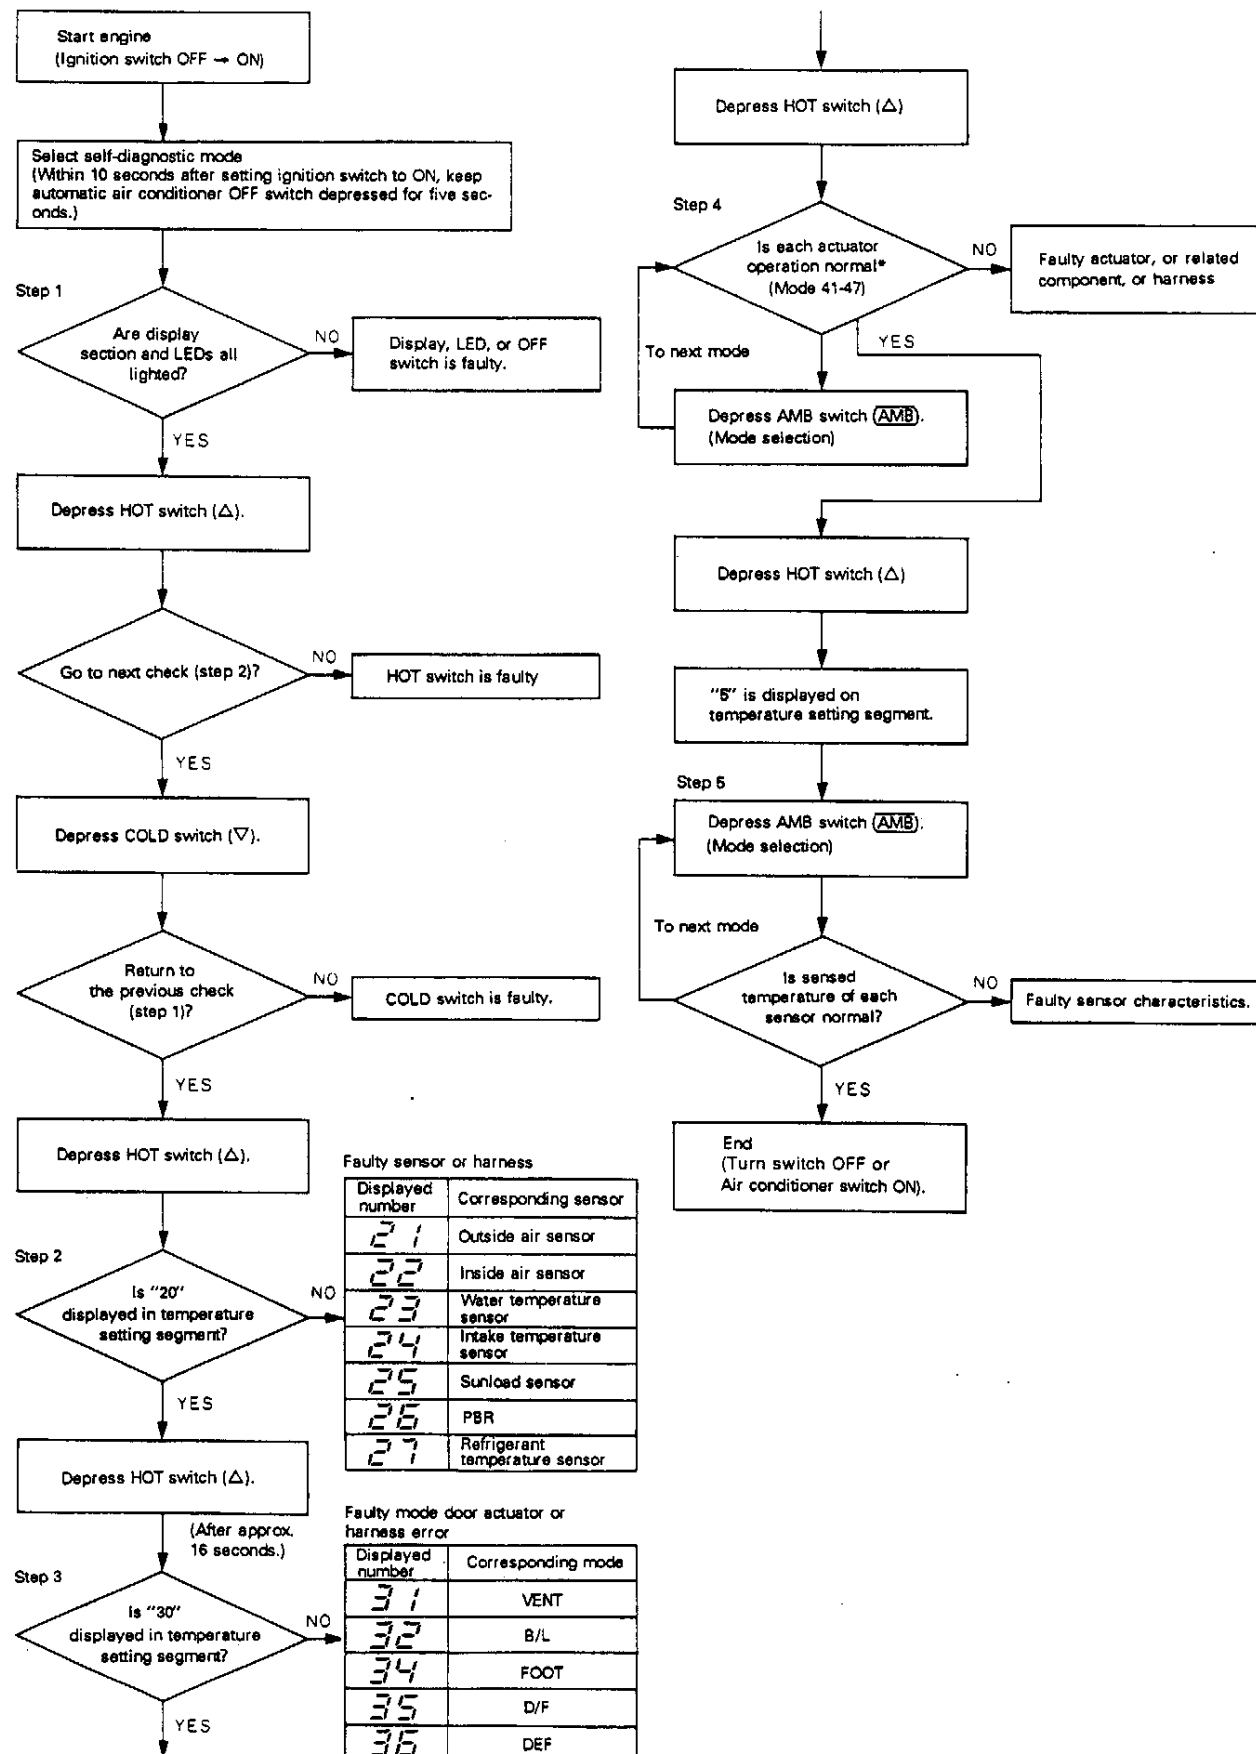 Start engine
(Ignition switch OFF → ON)
Select self-diagnostic mode
(Within 10 seconds after setting ignition switch to ON, keep
automatic air conditioner OFF switch depressed for five sec-
onds.)
Step 1
Are display
section and LEDs all
lighted?
NO
Display, LED, or OFF
switch is faulty.
YES
Depress HOT switch (△).
Go to next check (step 2)?
NO
HOT switch is faulty
YES
Depress COLD switch (▽).
Return to
the previous check
(step 1)?
NO
COLD switch is faulty.
YES
Depress HOT switch (△).
Step 2
Is "20"
displayed in temperature
setting segment?
NO
Faulty sensor or harness
Displayed
number
Corresponding sensor
21 Outside air sensor
22 Inside air sensor
23 Water temperature
sensor
24 Intake temperature
sensor
25 Sunload sensor
26 PBR
27 Refrigerant
temperature sensor
YES
Depress HOT switch (△).
(After approx.
16 seconds.)
Step 3
Is "30"
displayed in temperature
setting segment?
NO
Faulty mode door actuator or
harness error
Displayed
number
Corresponding mode
31 VENT
32 B/L
34 FOOT
35 D/F
36 DEF
YES
Depress HOT switch (△)
Step 4
Is each actuator
operation normal*
(Mode 41-47)
NO
Faulty actuator, or related
component, or harness
YES
To next mode
Depress AMB switch (AMB).
(Mode selection)
Depress HOT switch (△)
"5" is displayed on
temperature setting segment.
Step 5
Depress AMB switch (AMB).
(Mode selection)
To next mode
Is sensed
temperature of each
sensor normal?
NO
Faulty sensor characteristics.
YES
End
(Turn switch OFF or
Air conditioner switch ON).